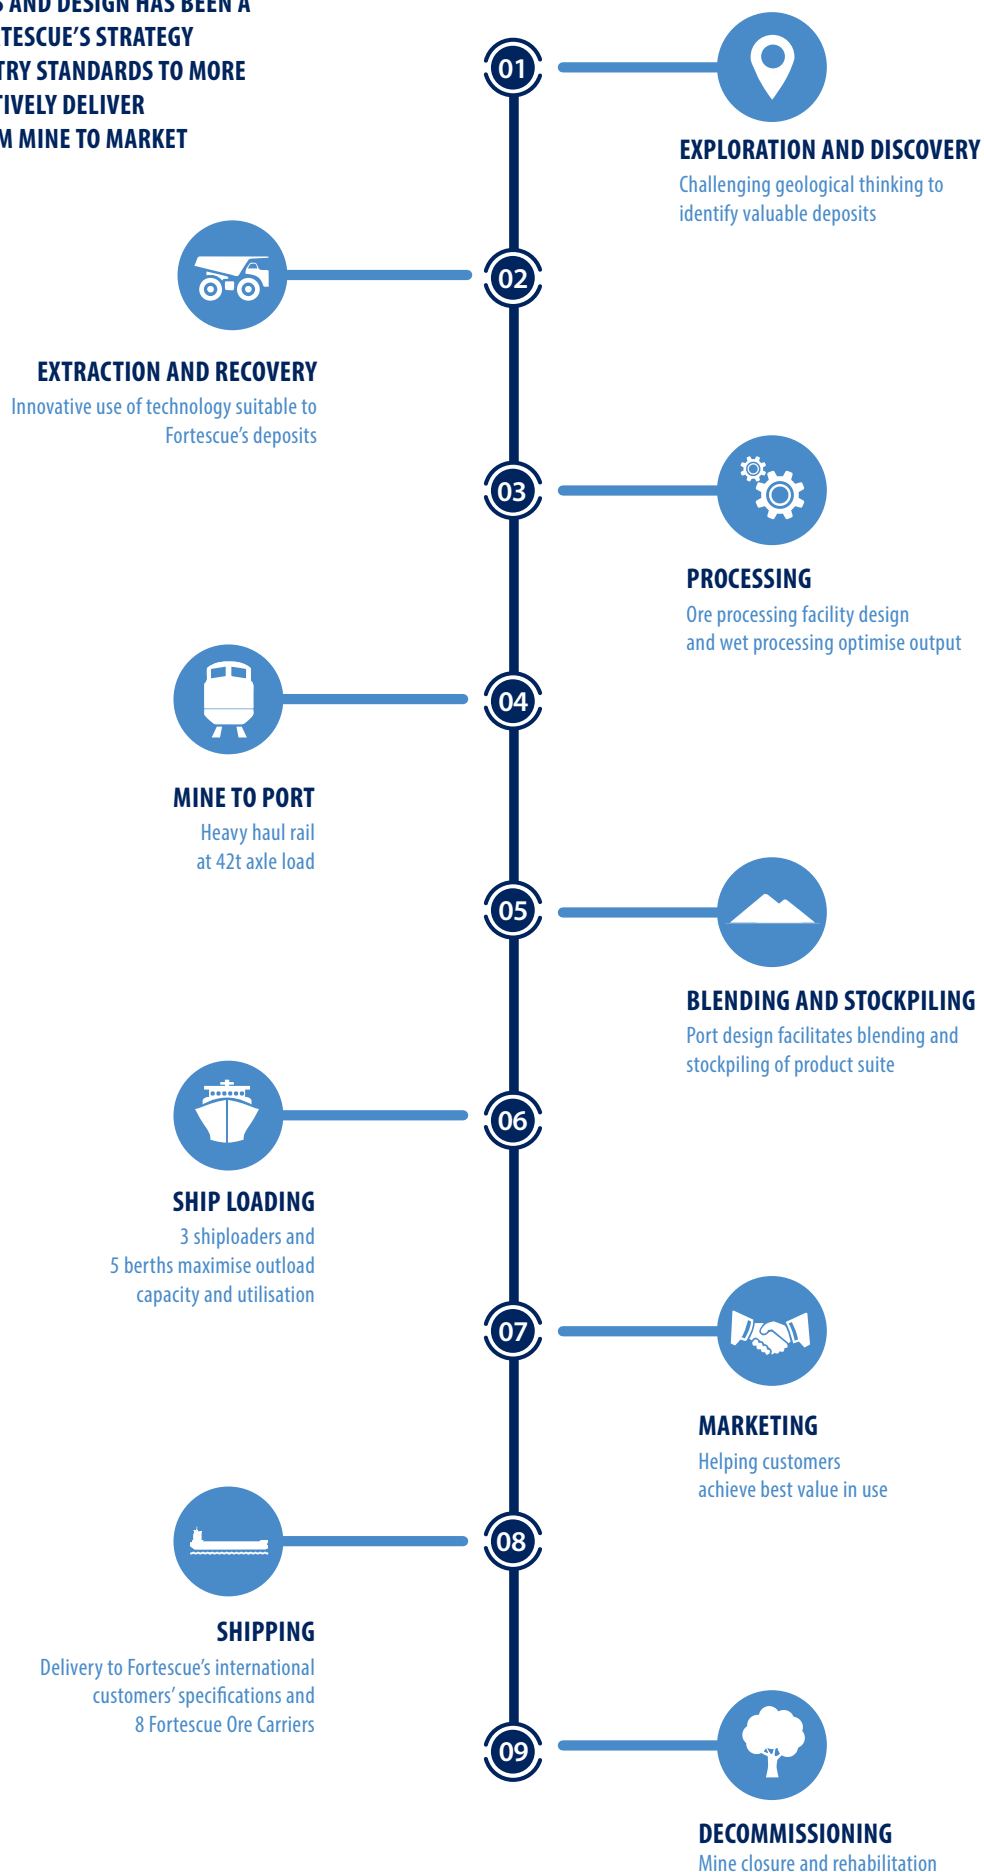 AND DESIGN HAS BEEN A
STRATEGY
STANDARDS TO MORE
DELIVER
MINE TO MARKET
01
EXPLORATION AND DISCOVERY
Challenging geological thinking to
identify valuable deposits
02
EXTRACTION AND RECOVERY
Innovative use of technology suitable to
Fortescue’s deposits
03
PROCESSING
Ore processing facility design
and wet processing optimise output
04
MINE TO PORT
Heavy haul rail
at 42t axle load
05
BLENDING AND STOCKPILING
Port design facilitates blending and
stockpiling of product suite
06
SHIP LOADING
3 shiploaders and
5 berths maximise outload
capacity and utilisation
07
MARKETING
Helping customers
achieve best value in use
08
SHIPPING
Delivery to Fortescue’s international
customers’ specifications and
8 Fortescue Ore Carriers
09
DECOMMISSIONING
Mine closure and rehabilitation